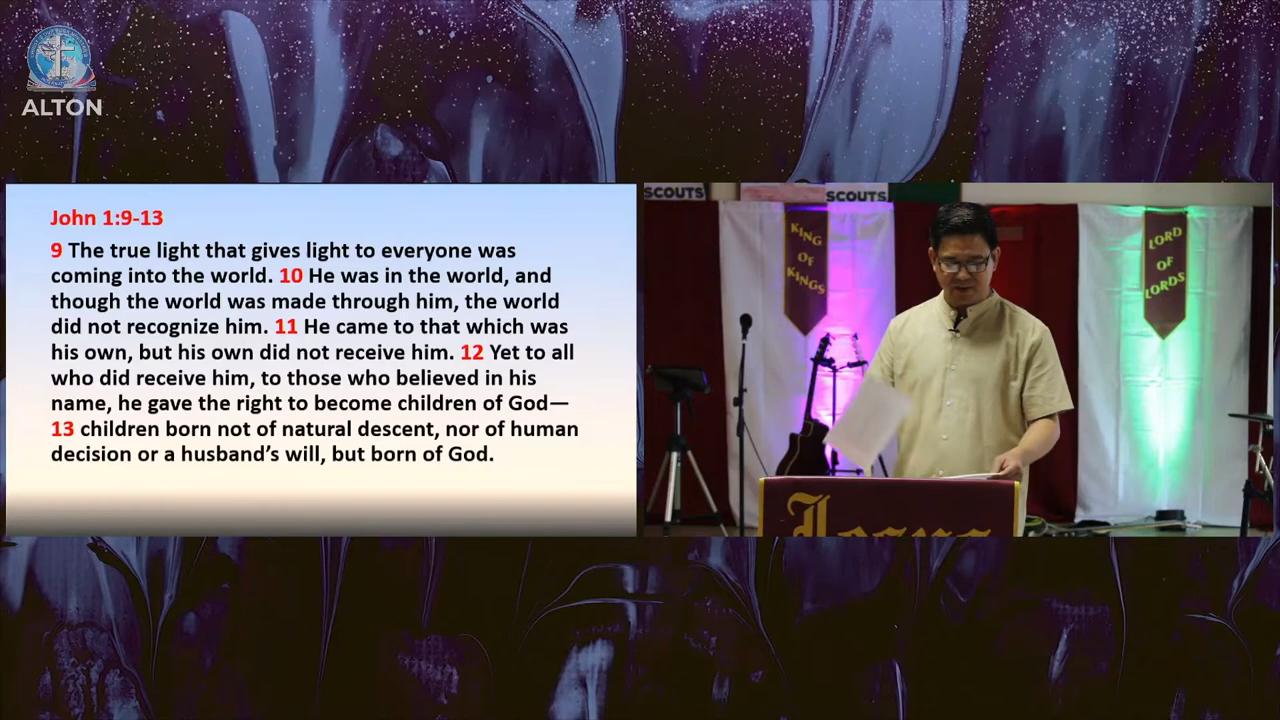 ALTON
John 1:9-13
9 The true light that gives light to everyone was
coming into the world. 10 He was in the world, and
though the world was made through him, the world
did not recognize him. 11 He came to that which was
his own, but his own did not receive him. 12 Yet to all
who did receive him, to those who believed in his
name, he gave the right to become children of God—
13 children born not of natural descent, nor of human
decision or a husband’s will, but born of God.
SCOUTS
SCOUTS
KING
OF
KINGS
LORD
OF
LORDS
Jesus